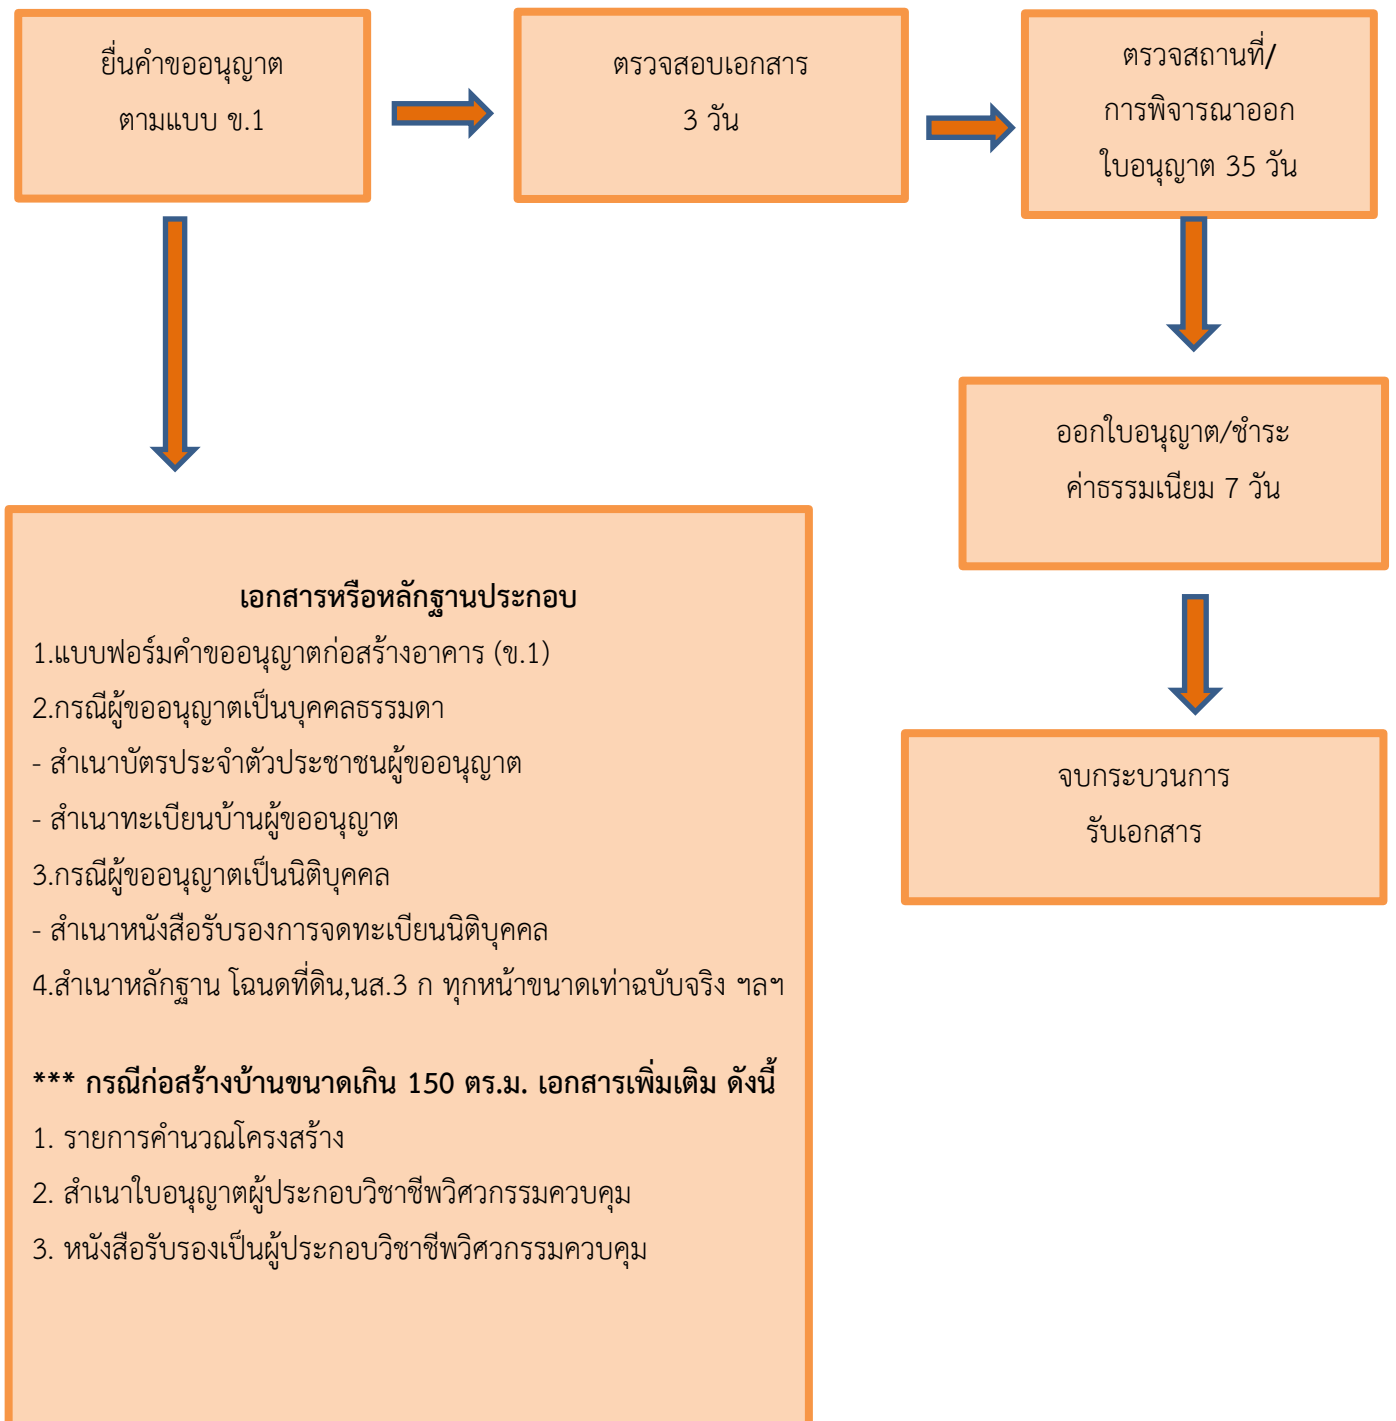 ยื่นคำขออนุญาต
ตามแบบ ข.1
ตรวจสอบเอกสาร
3 วัน
ตรวจสถานที่/
การพิจารณาออก
ใบอนุญาต 35 วัน
ออกใบอนุญาต/ชำระ
ค่าธรรมเนียม 7 วัน
จบกระบวนการ
รับเอกสาร
เอกสารหรือหลักฐานประกอบ
1.แบบฟอร์มคำขออนุญาตก่อสร้างอาคาร (ข.1)
2.กรณีผู้ขออนุญาตเป็นบุคคลธรรมดา
- สำเนาบัตรประจำตัวประชาชนผู้ขออนุญาต
- สำเนาทะเบียนบ้านผู้ขออนุญาต
3.กรณีผู้ขออนุญาตเป็นนิติบุคคล
- สำเนาหนังสือรับรองการจดทะเบียนนิติบุคคล
4.สำเนาหลักฐาน โฉนดที่ดิน,นส.3 ก ทุกหน้าขนาดเท่าฉบับจริง ฯลฯ
*** กรณีก่อสร้างบ้านขนาดเกิน 150 ตร.ม. เอกสารเพิ่มเติม ดังนี้
1. รายการคำนวณโครงสร้าง
2. สำเนาใบอนุญาตผู้ประกอบวิชาชีพวิศวกรรมควบคุม
3. หนังสือรับรองเป็นผู้ประกอบวิชาชีพวิศวกรรมควบคุม